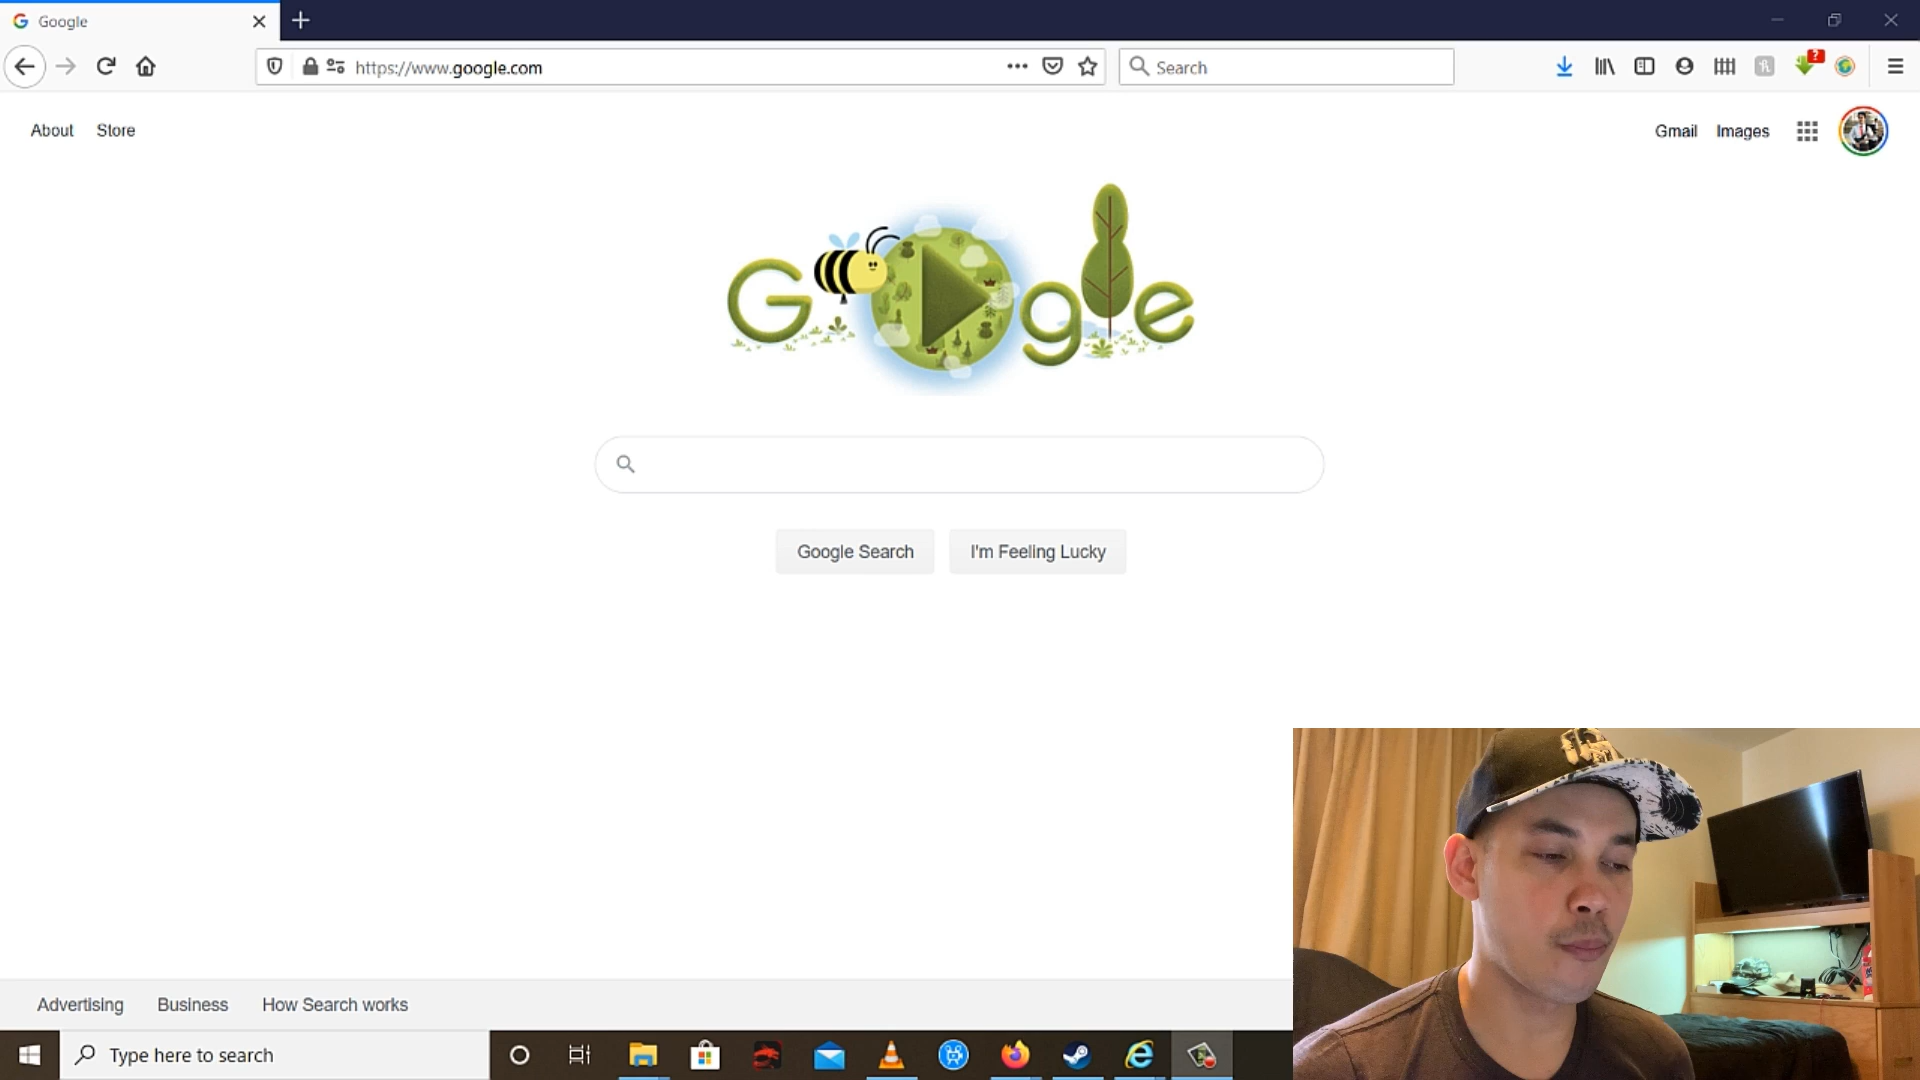 Google
https://www.google.com
Search
About Store
Gmail Images
Google
Google Search I'm Feeling Lucky
Advertising Business How Search works
Type here to search